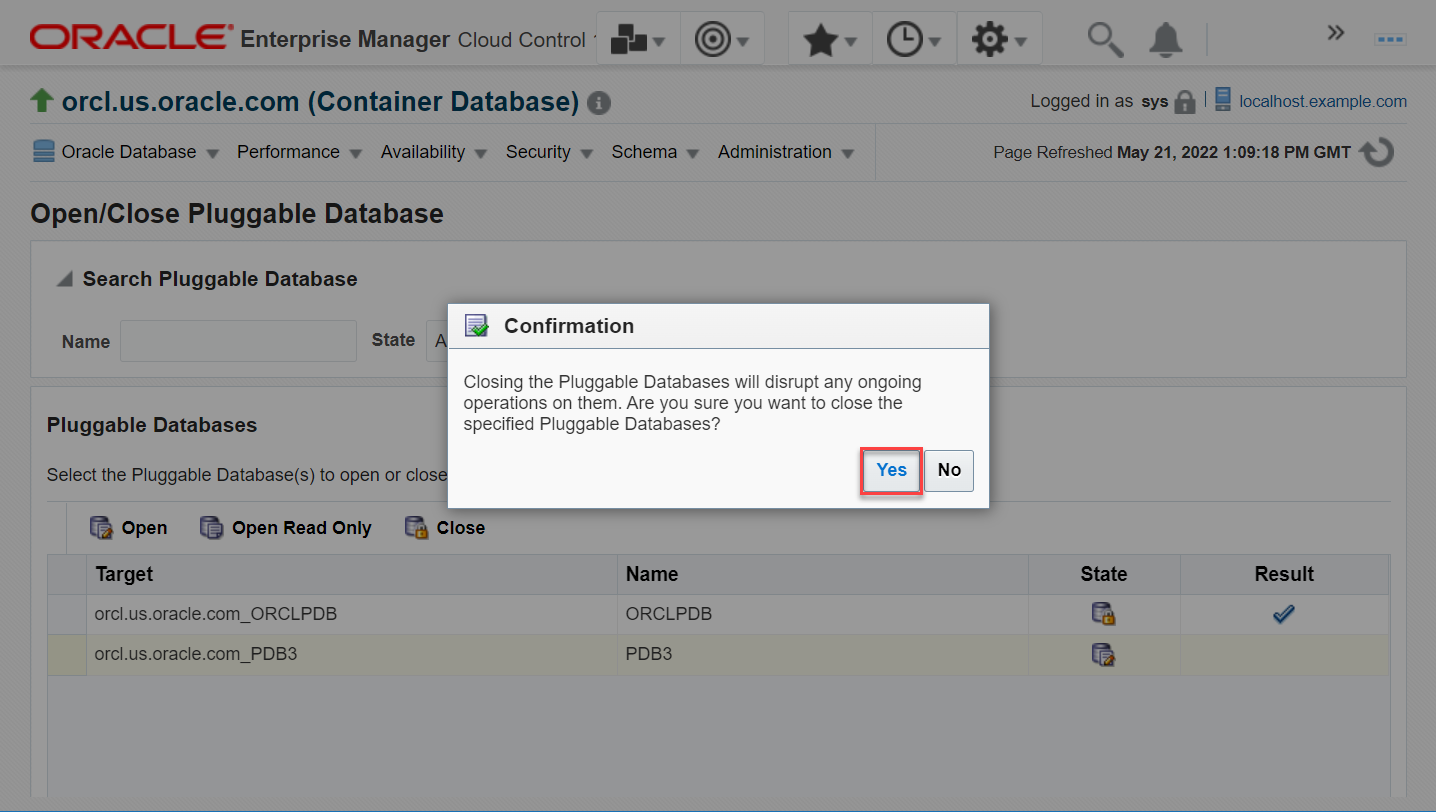 ORACLE Enterprise Manager Cloud Control
orcl.us.oracle.com (Container Database)
Logged in as sys
localhost.example.com
Oracle Database Performance Availability Security Schema Administration
Page Refreshed May 21, 2022 1:09:18 PM GMT
Open/Close Pluggable Database
Search Pluggable Database
Name State A
Confirmation
Closing the Pluggable Databases will disrupt any ongoing
operations on them. Are you sure you want to close the
specified Pluggable Databases?
Yes No
Pluggable Databases
Select the Pluggable Database(s) to open or close
Open Open Read Only Close
Target Name State Result
orcl.us.oracle.com_ORCLPDB ORCLPDB
orcl.us.oracle.com_PDB3 PDB3